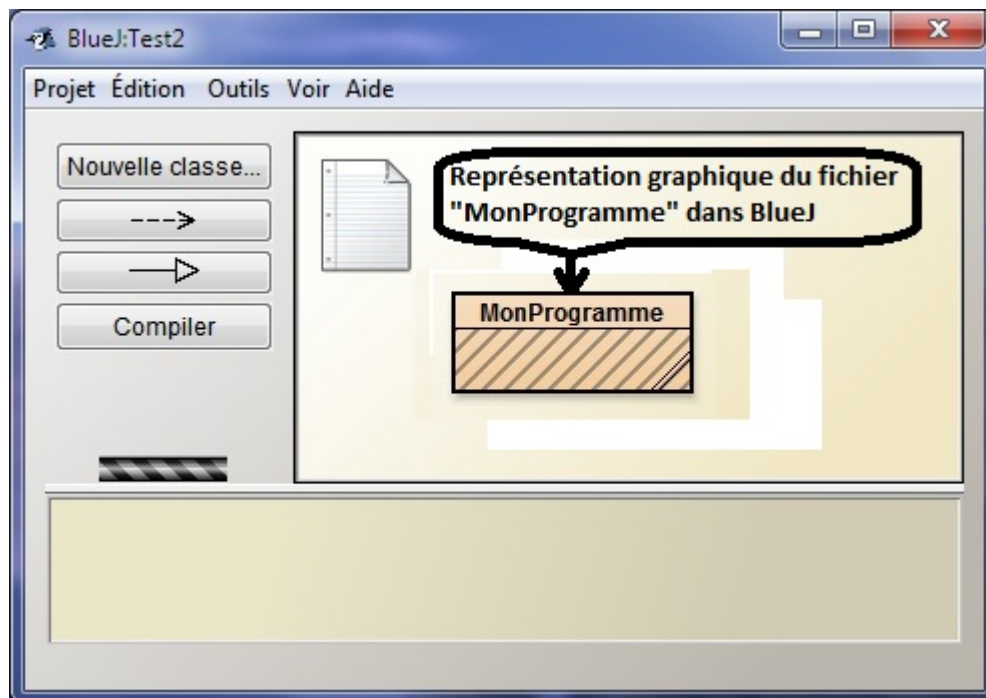 BlueJ:Test2
Projet Édition Outils Voir Aide
Nouvelle classe...
Compiler
Représentation graphique du fichier
"MonProgramme" dans BlueJ
MonProgramme